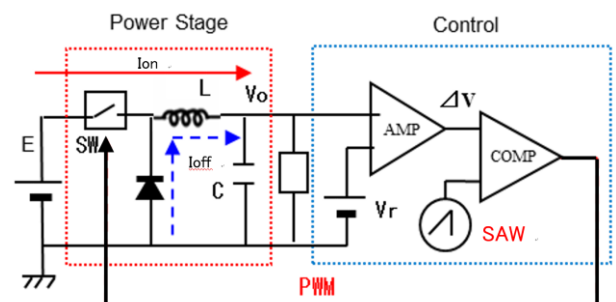 Power Stage
Control
Ion
L
Vo
ΔV
E
SW
AMP
COMP
Ioff
C
Vr
SAW
PWM